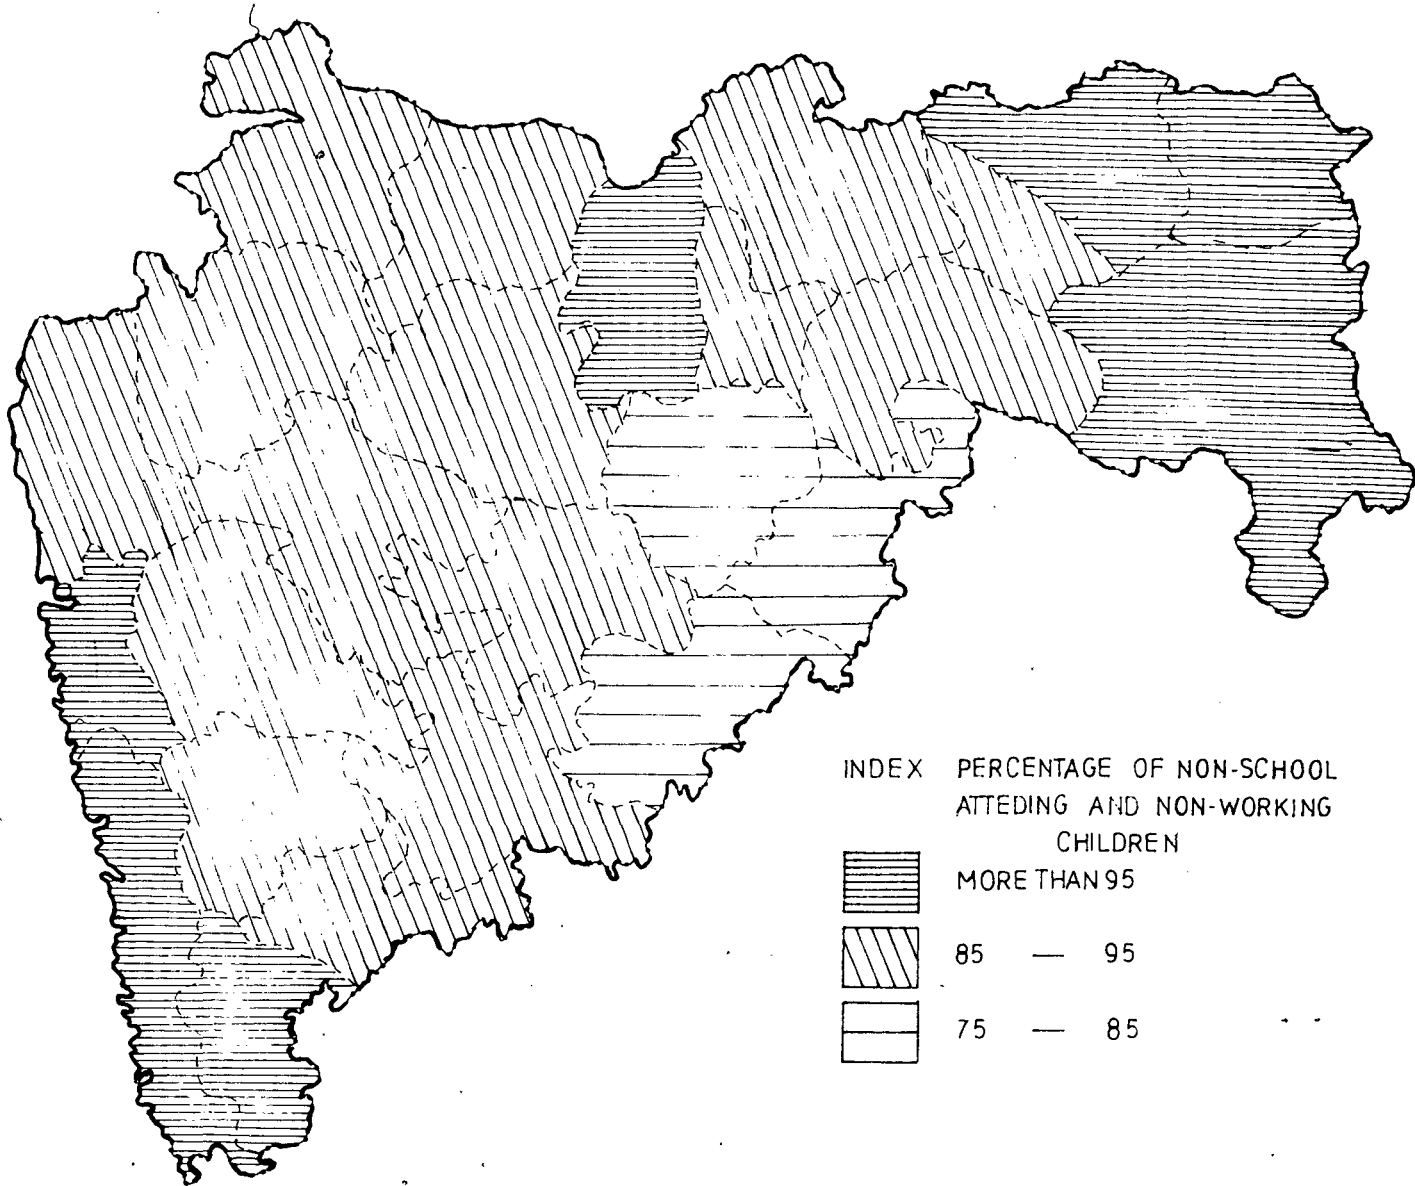 INDEX PERCENTAGE OF NON-SCHOOL
ATTEDING AND NON-WORKING
CHILDREN
MORE THAN 95
85 — 95
75 — 85